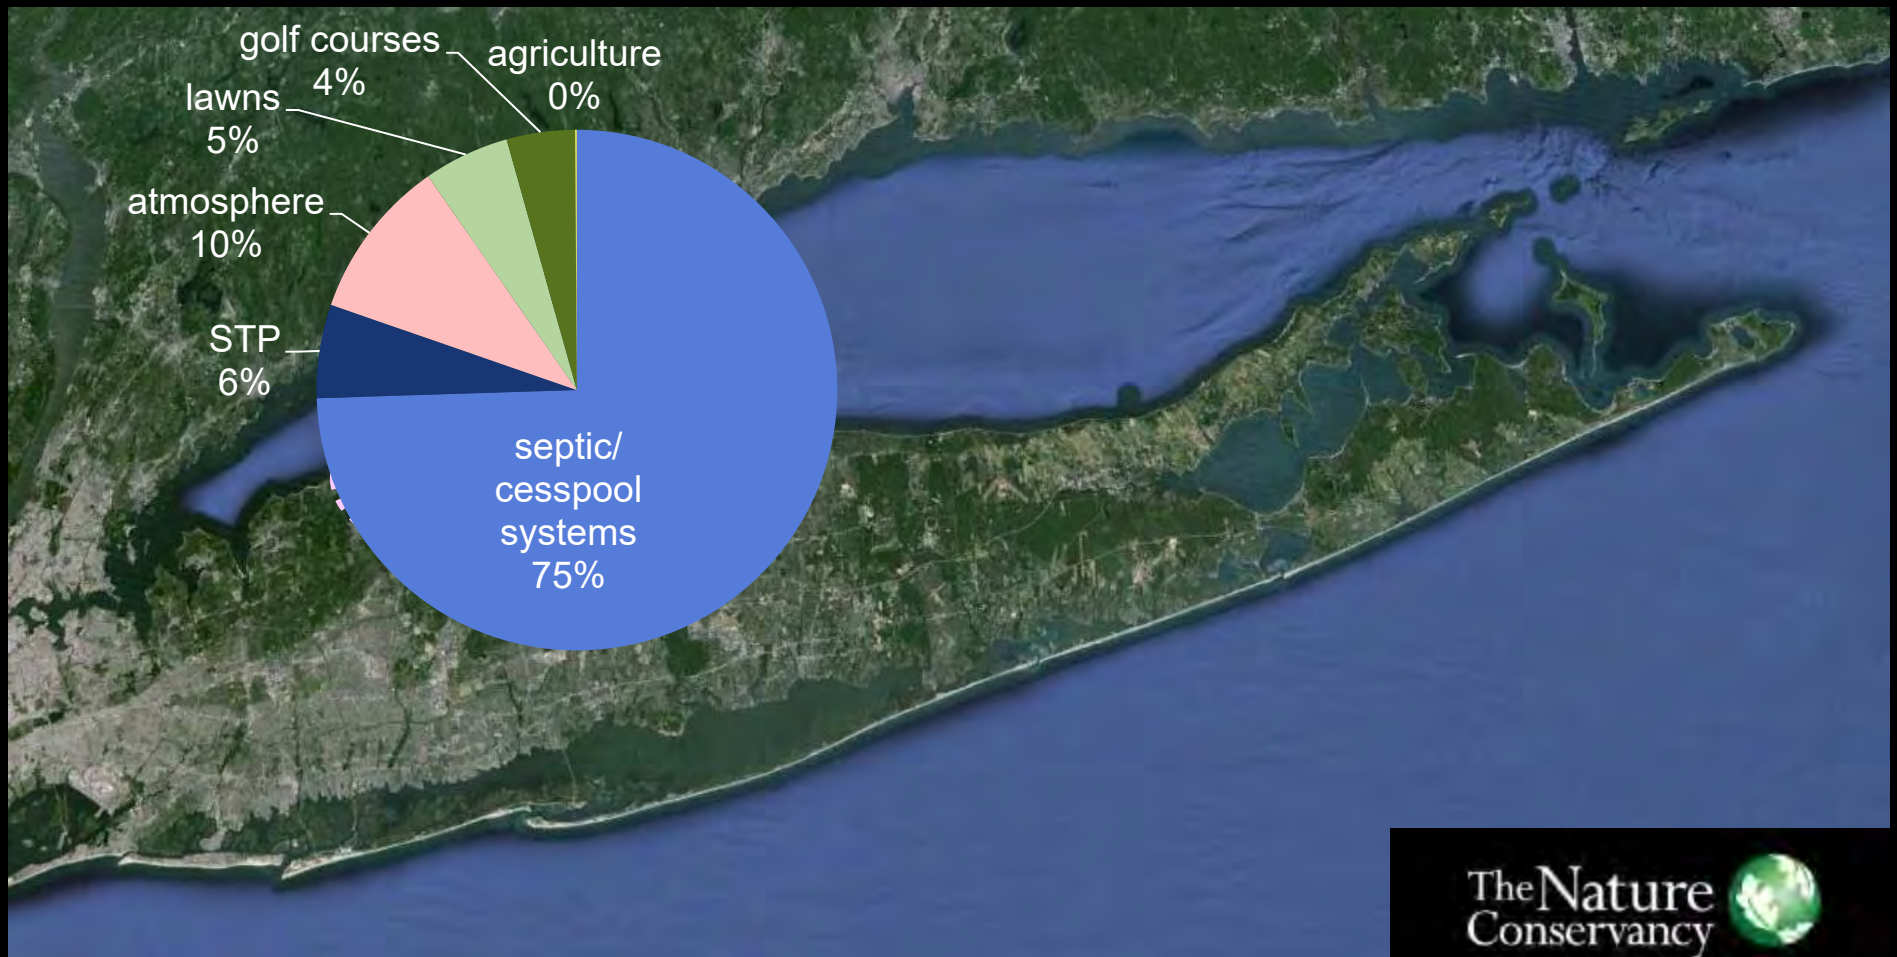 golf courses
4%
agriculture
0%
lawns
5%
atmosphere
10%
STP
6%
septic/
cesspool
systems
75%
The Nature
Conservancy